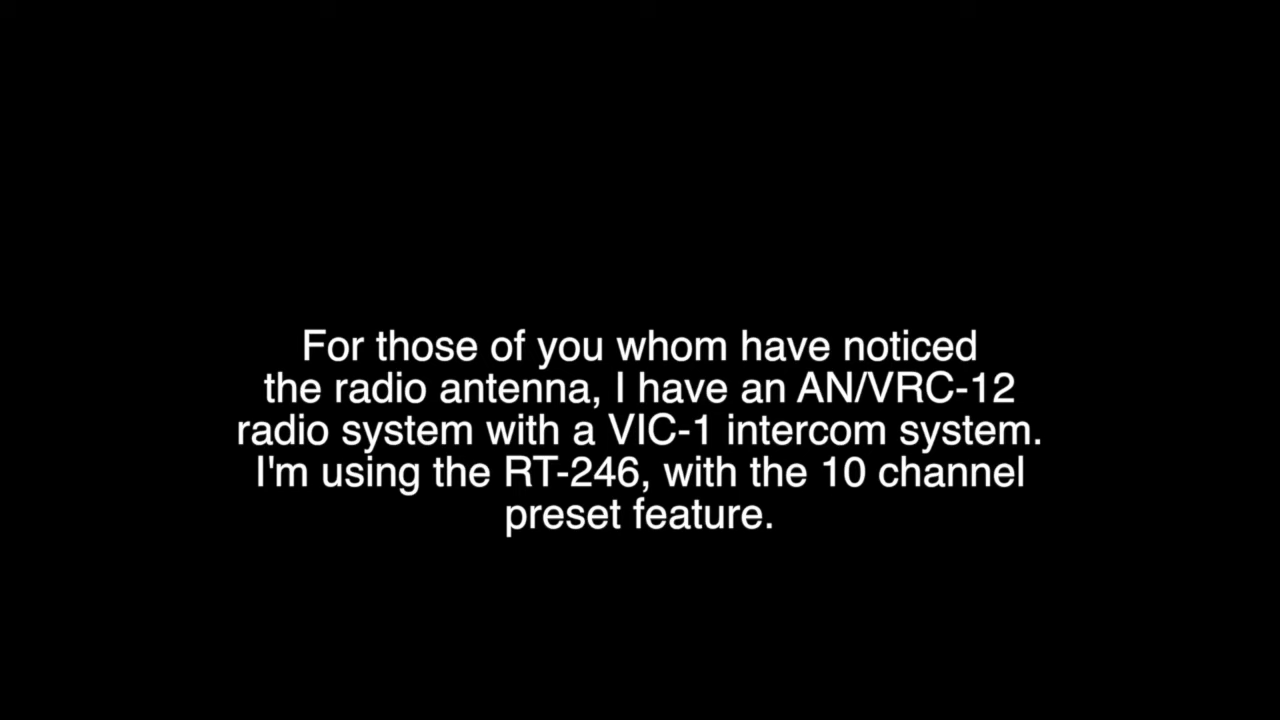 For those of you whom have noticed
the radio antenna, I have an AN/VRC-12
radio system with a VIC-1 intercom system.
I'm using the RT-246, with the 10 channel
preset feature.